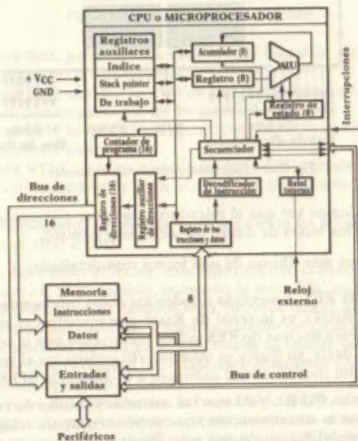 CPU o MICROPROCESADOR
Registros
auxiliares
Indice
Stack pointer
De trabajo
Acumulador (8)
Registro (8)
ALU
Registro de
estado (8)
Vcc
GND
Interrupciones
Contador de
programa (16)
Secuenciador
Bus de
direcciones
16
Registro de
direcciones (16)
Registro auxiliar
de direcciones
Decodificador
de instrucción
Reloj
interno
Registro de ins-
trucciones y datos
8
Reloj
externo
Memoria
Instrucciones
Datos
Entradas
y salidas
Bus de control
Periféricos